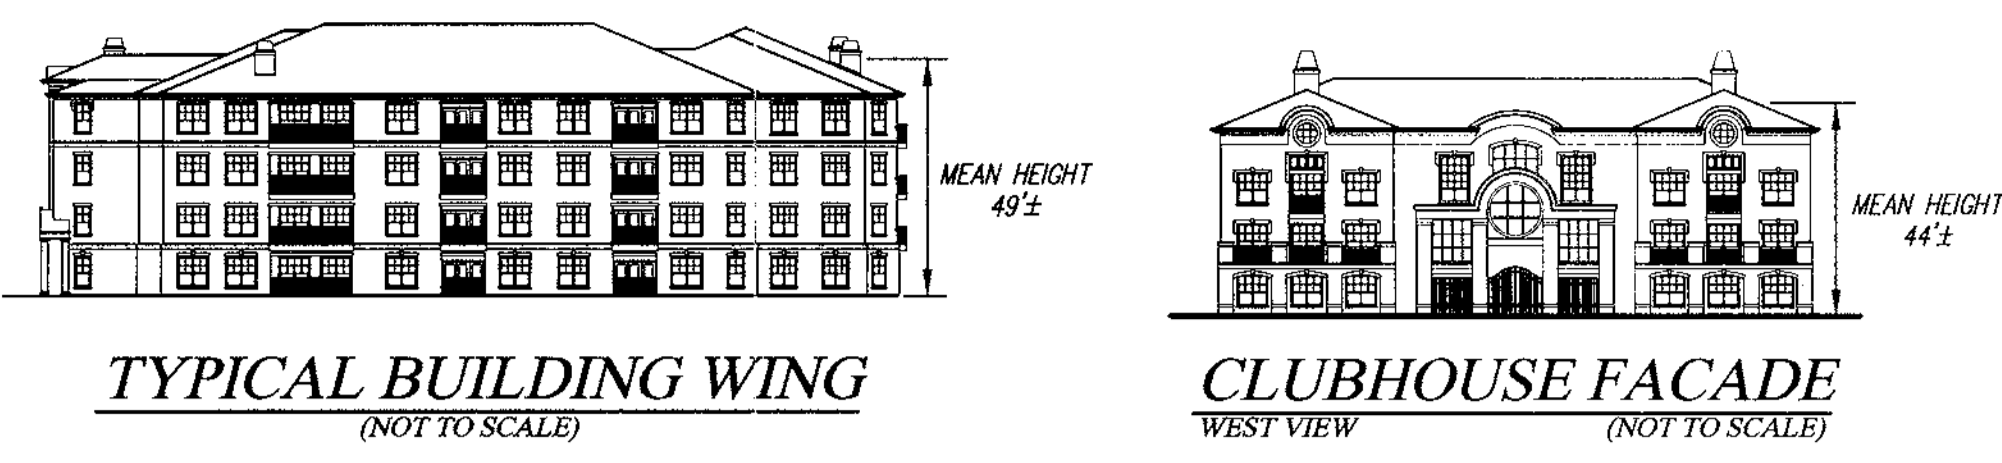 MEAN HEIGHT
49'±
TYPICAL BUILDING WING
(NOT TO SCALE)
MEAN HEIGHT
44'±
CLUBHOUSE FACADE
WEST VIEW (NOT TO SCALE)